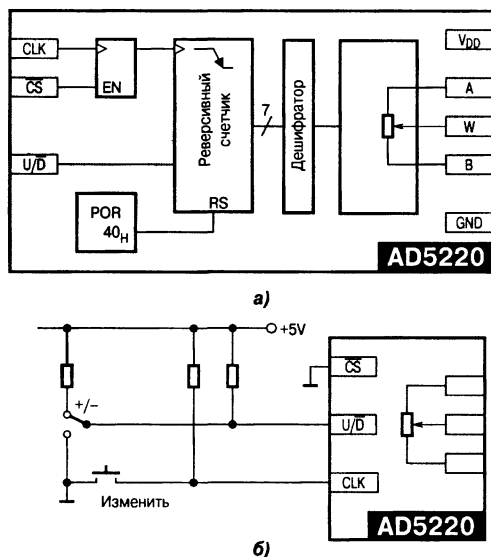 CLK
CS
EN
U/D
POR
40H
Реверсивный
счетчик
RS
7
Дешифратор
VDD
A
W
B
GND
AD5220
а)
+5V
+/−
Изменить
CS
U/D
CLK
AD5220
б)